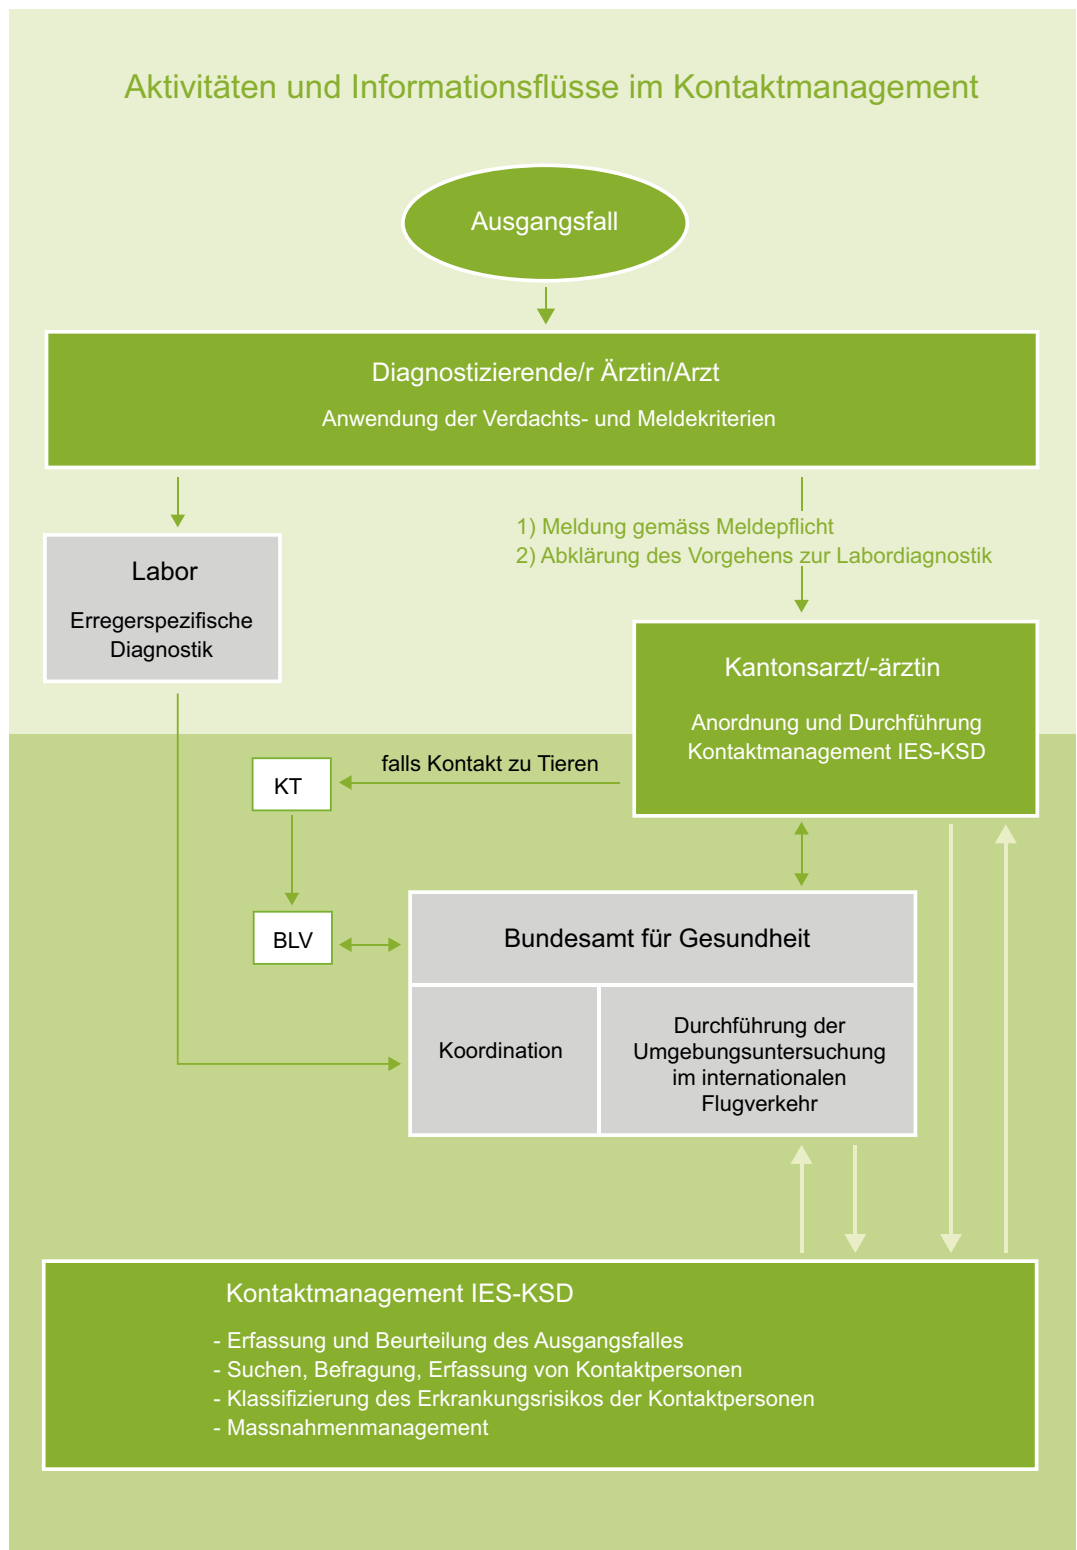 Aktivitäten und Informationsflüsse im Kontaktmanagement
Ausgangsfall
Diagnostizierende/r Ärztin/Arzt
Anwendung der Verdachts- und Meldekriterien
1) Meldung gemäss Meldepflicht
2) Abklärung des Vorgehens zur Labordiagnostik
Labor
Erregerspezifische
Diagnostik
Kantonsarzt/-ärztin
Anordnung und Durchführung
Kontaktmanagement IES-KSD
falls Kontakt zu Tieren
KT
BLV
Bundesamt für Gesundheit
Koordination
Durchführung der
Umgebungsuntersuchung
im internationalen
Flugverkehr
Kontaktmanagement IES-KSD
- Erfassung und Beurteilung des Ausgangsfalles
- Suchen, Befragung, Erfassung von Kontaktpersonen
- Klassifizierung des Erkrankungsrisikos der Kontaktpersonen
- Massnahmenmanagement